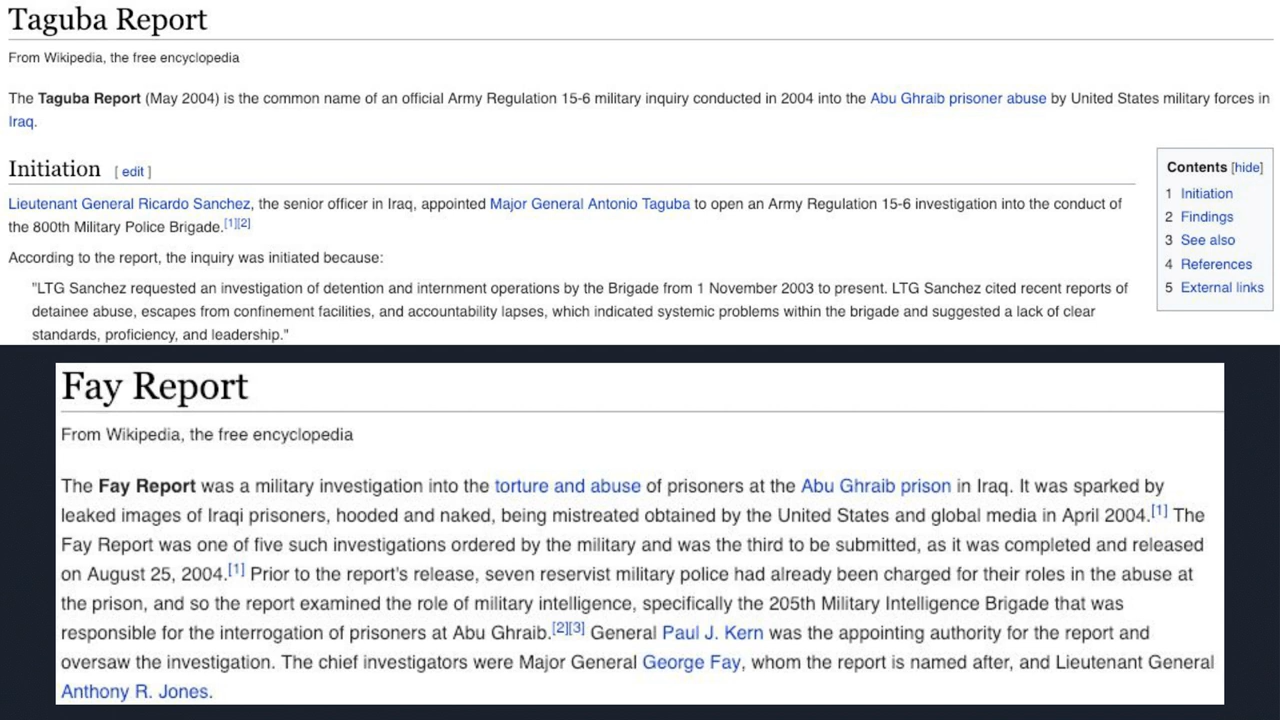 Taguba Report
From Wikipedia, the free encyclopedia
The Taguba Report (May 2004) is the common name of an official Army Regulation 15-6 military inquiry conducted in 2004 into the Abu Ghraib prisoner abuse by United States military forces in
Iraq.
Initiation [ edit ]
Lieutenant General Ricardo Sanchez, the senior officer in Iraq, appointed Major General Antonio Taguba to open an Army Regulation 15-6 investigation into the conduct of
the 800th Military Police Brigade.[1][2]
According to the report, the inquiry was initiated because:
"LTG Sanchez requested an investigation of detention and internment operations by the Brigade from 1 November 2003 to present. LTG Sanchez cited recent reports of
detainee abuse, escapes from confinement facilities, and accountability lapses, which indicated systemic problems within the brigade and suggested a lack of clear
standards, proficiency, and leadership."
Contents [hide]
1 Initiation
2 Findings
3 See also
4 References
5 External links
Fay Report
From Wikipedia, the free encyclopedia
The Fay Report was a military investigation into the torture and abuse of prisoners at the Abu Ghraib prison in Iraq. It was sparked by
leaked images of Iraqi prisoners, hooded and naked, being mistreated obtained by the United States and global media in April 2004.[1] The
Fay Report was one of five such investigations ordered by the military and was the third to be submitted, as it was completed and released
on August 25, 2004.[1] Prior to the report's release, seven reservist military police had already been charged for their roles in the abuse at
the prison, and so the report examined the role of military intelligence, specifically the 205th Military Intelligence Brigade that was
responsible for the interrogation of prisoners at Abu Ghraib.[2][3] General Paul J. Kern was the appointing authority for the report and
oversaw the investigation. The chief investigators were Major General George Fay, whom the report is named after, and Lieutenant General
Anthony R. Jones.